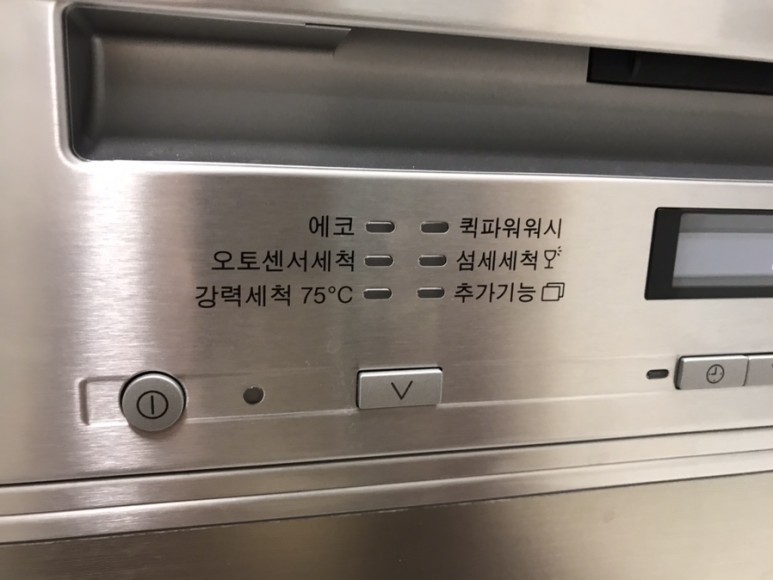 에코
오토센서세척
강력세척 75°C
퀵파워워시
섬세세척
추가기능